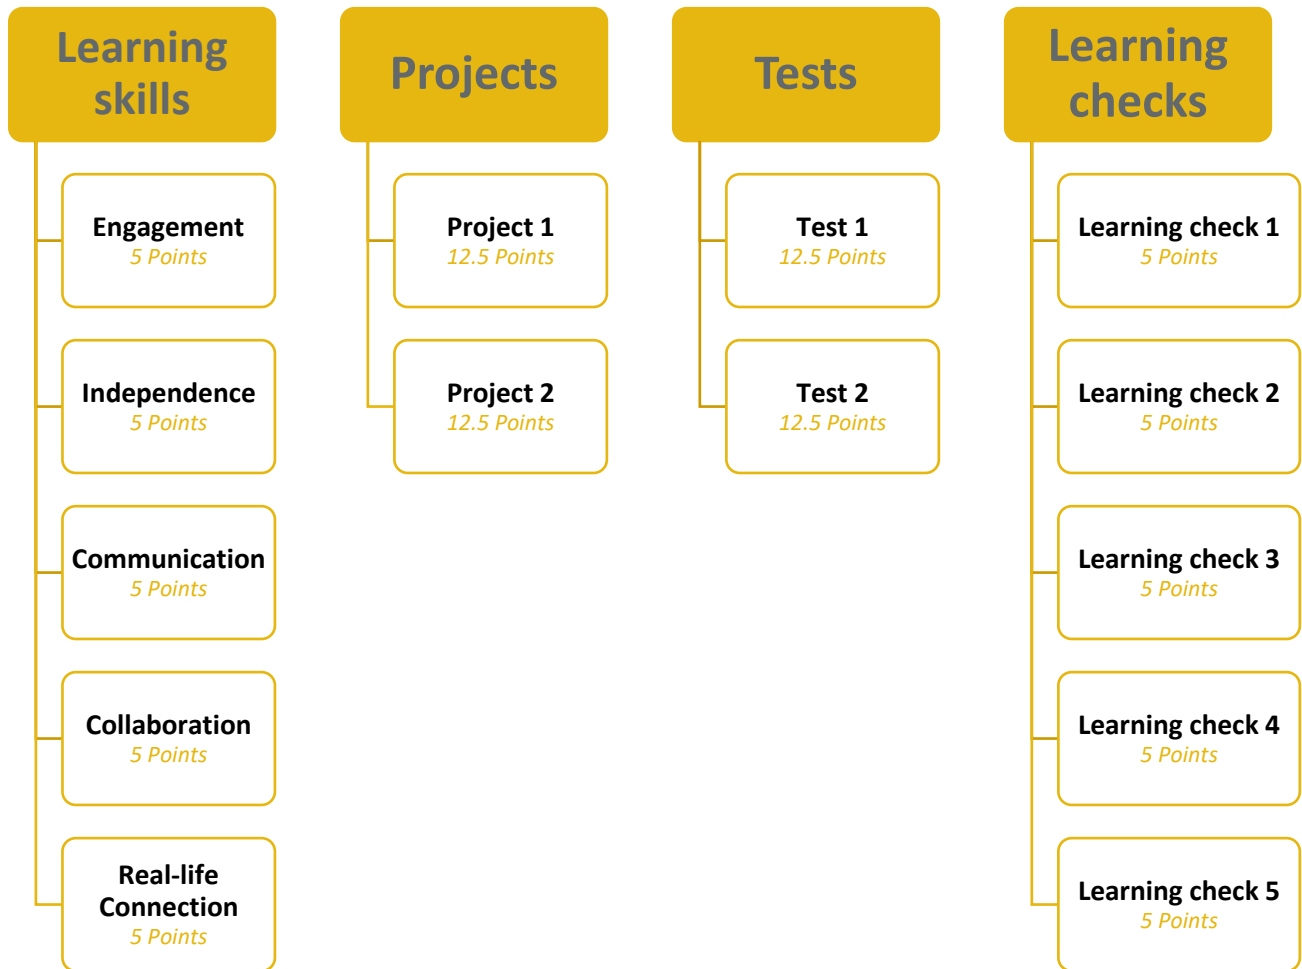 Learning
skills
Engagement
5 Points
Independence
5 Points
Communication
5 Points
Collaboration
5 Points
Real-life
Connection
5 Points
Projects
Project 1
12.5 Points
Project 2
12.5 Points
Tests
Test 1
12.5 Points
Test 2
12.5 Points
Learning
checks
Learning check 1
5 Points
Learning check 2
5 Points
Learning check 3
5 Points
Learning check 4
5 Points
Learning check 5
5 Points